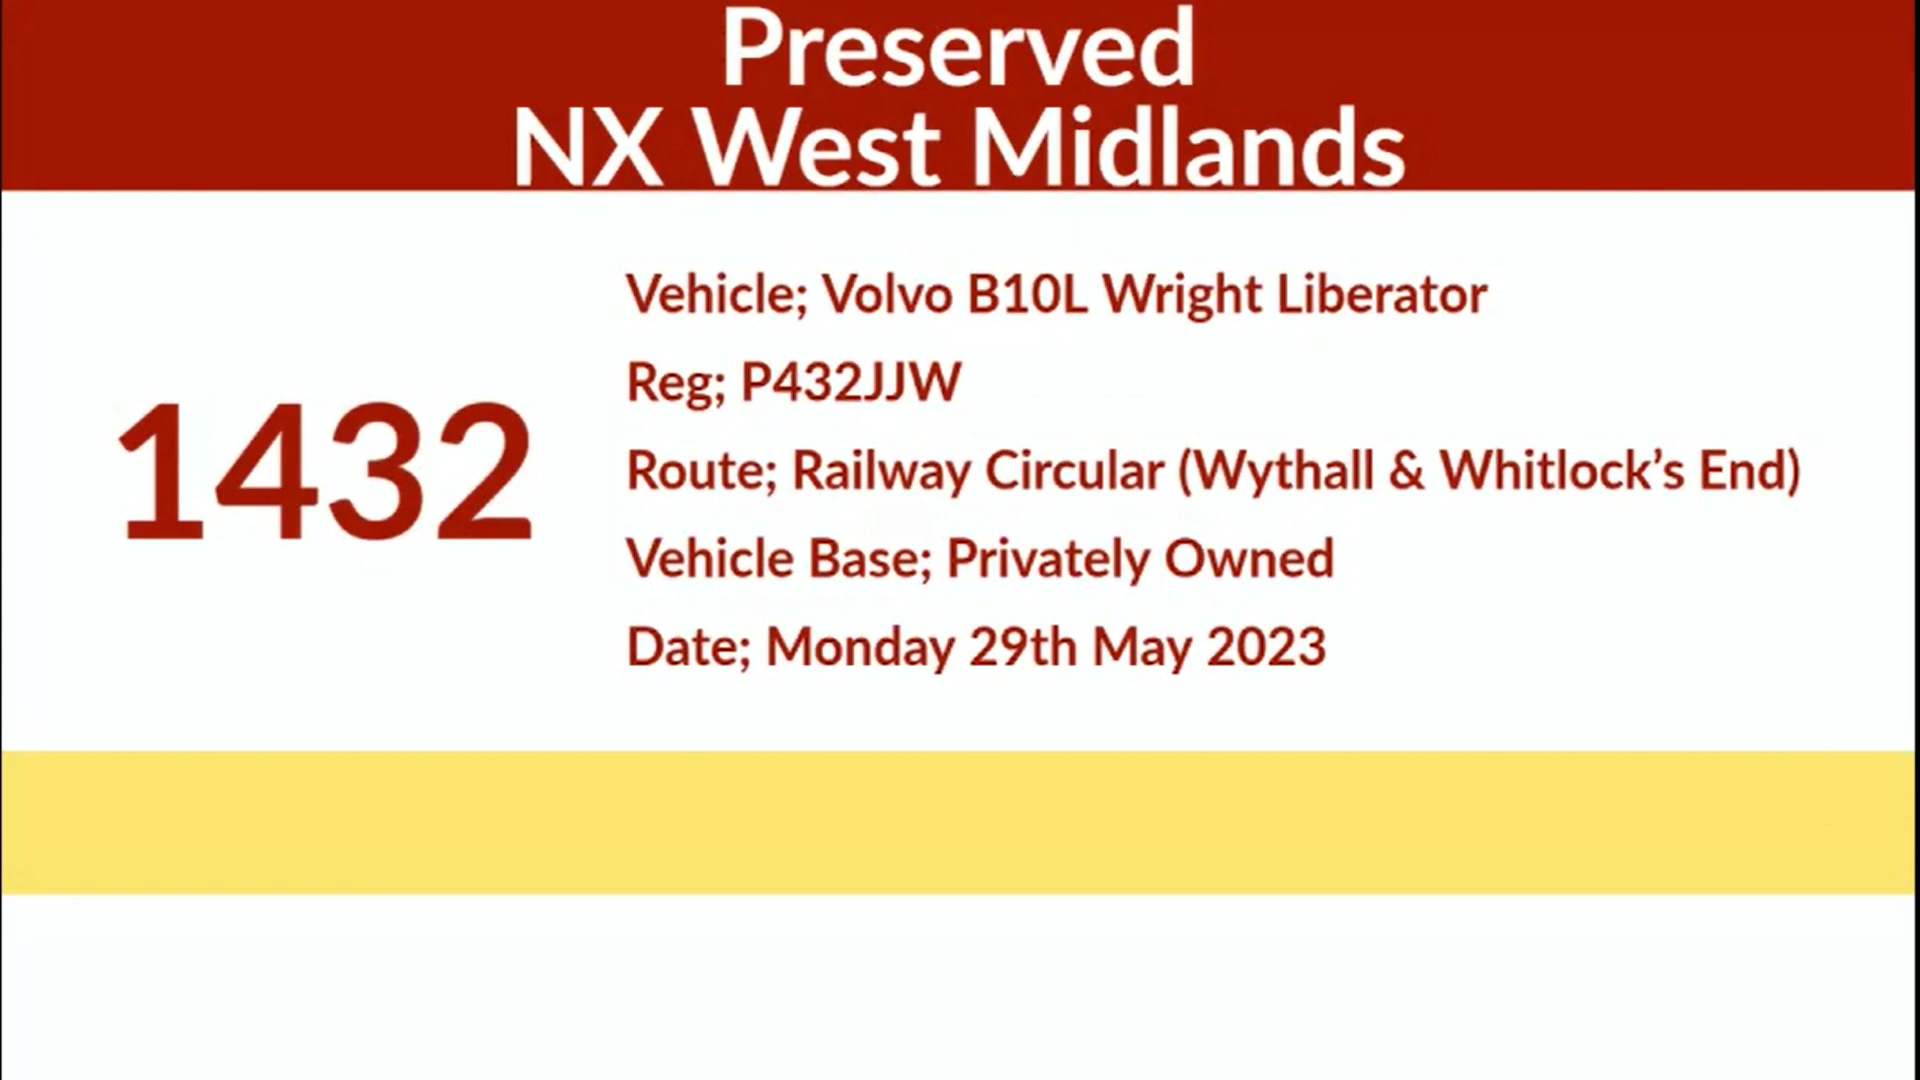 Preserved
NX West Midlands
1432
Vehicle; Volvo B10L Wright Liberator
Reg; P432JJW
Route; Railway Circular (Wythall & Whitlock’s End)
Vehicle Base; Privately Owned
Date; Monday 29th May 2023